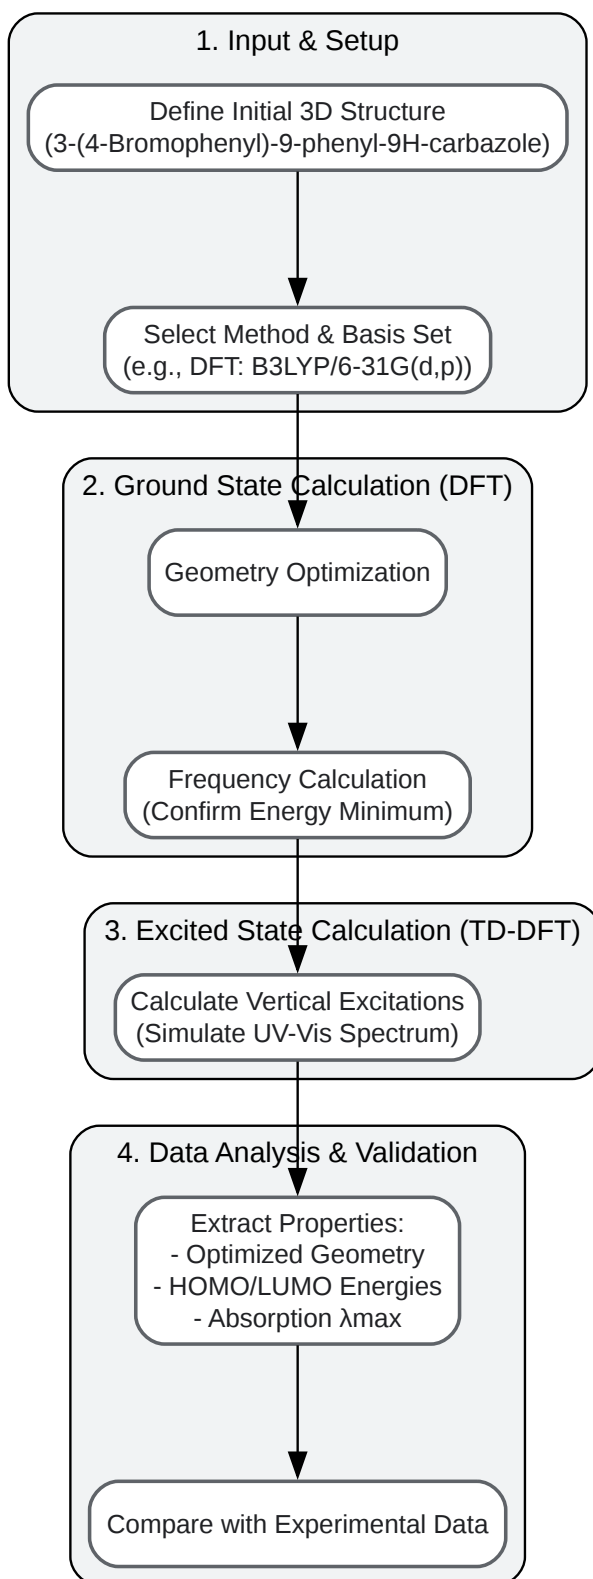 1. Input & Setup
Define Initial 3D Structure
(3-(4-Bromophenyl)-9-phenyl-9H-carbazole)
Select Method & Basis Set
(e.g., DFT: B3LYP/6-31G(d,p))
2. Ground State Calculation (DFT)
Geometry Optimization
Frequency Calculation
(Confirm Energy Minimum)
3. Excited State Calculation (TD-DFT)
Calculate Vertical Excitations
(Simulate UV-Vis Spectrum)
4. Data Analysis & Validation
Extract Properties:
- Optimized Geometry
- HOMO/LUMO Energies
- Absorption λmax
Compare with Experimental Data